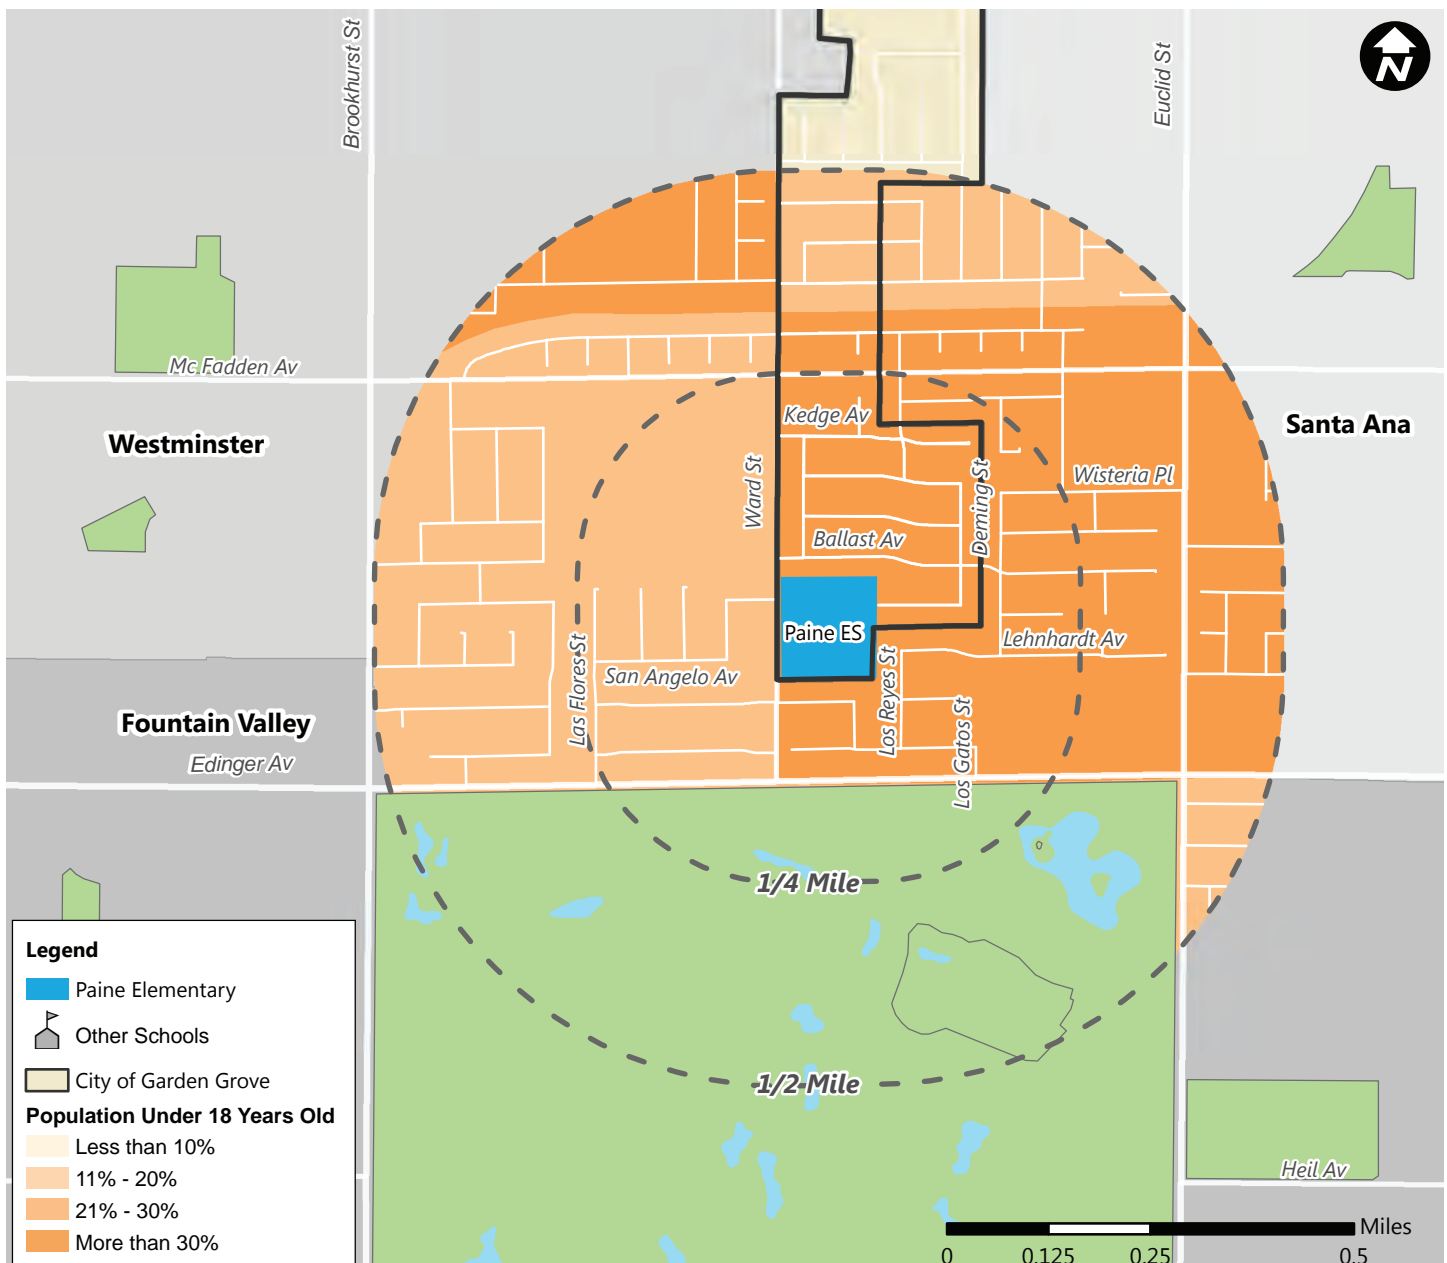 Brookhurst St
Euclid St
N
Mc Fadden Av
Westminster
Kedge Av
Santa Ana
Ward St
Deming St
Wisteria Pl
Ballast Av
Paine ES
Lehnhardt Av
Las Flores St
San Angelo Av
Los Reyes St
Los Gatos St
Fountain Valley
Edinger Av
1/4 Mile
1/2 Mile
Heil Av
Legend
Paine Elementary
Other Schools
City of Garden Grove
Population Under 18 Years Old
Less than 10%
11% - 20%
21% - 30%
More than 30%
Miles
0 0.125 0.25 0.5